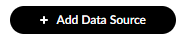 + Add Data Source